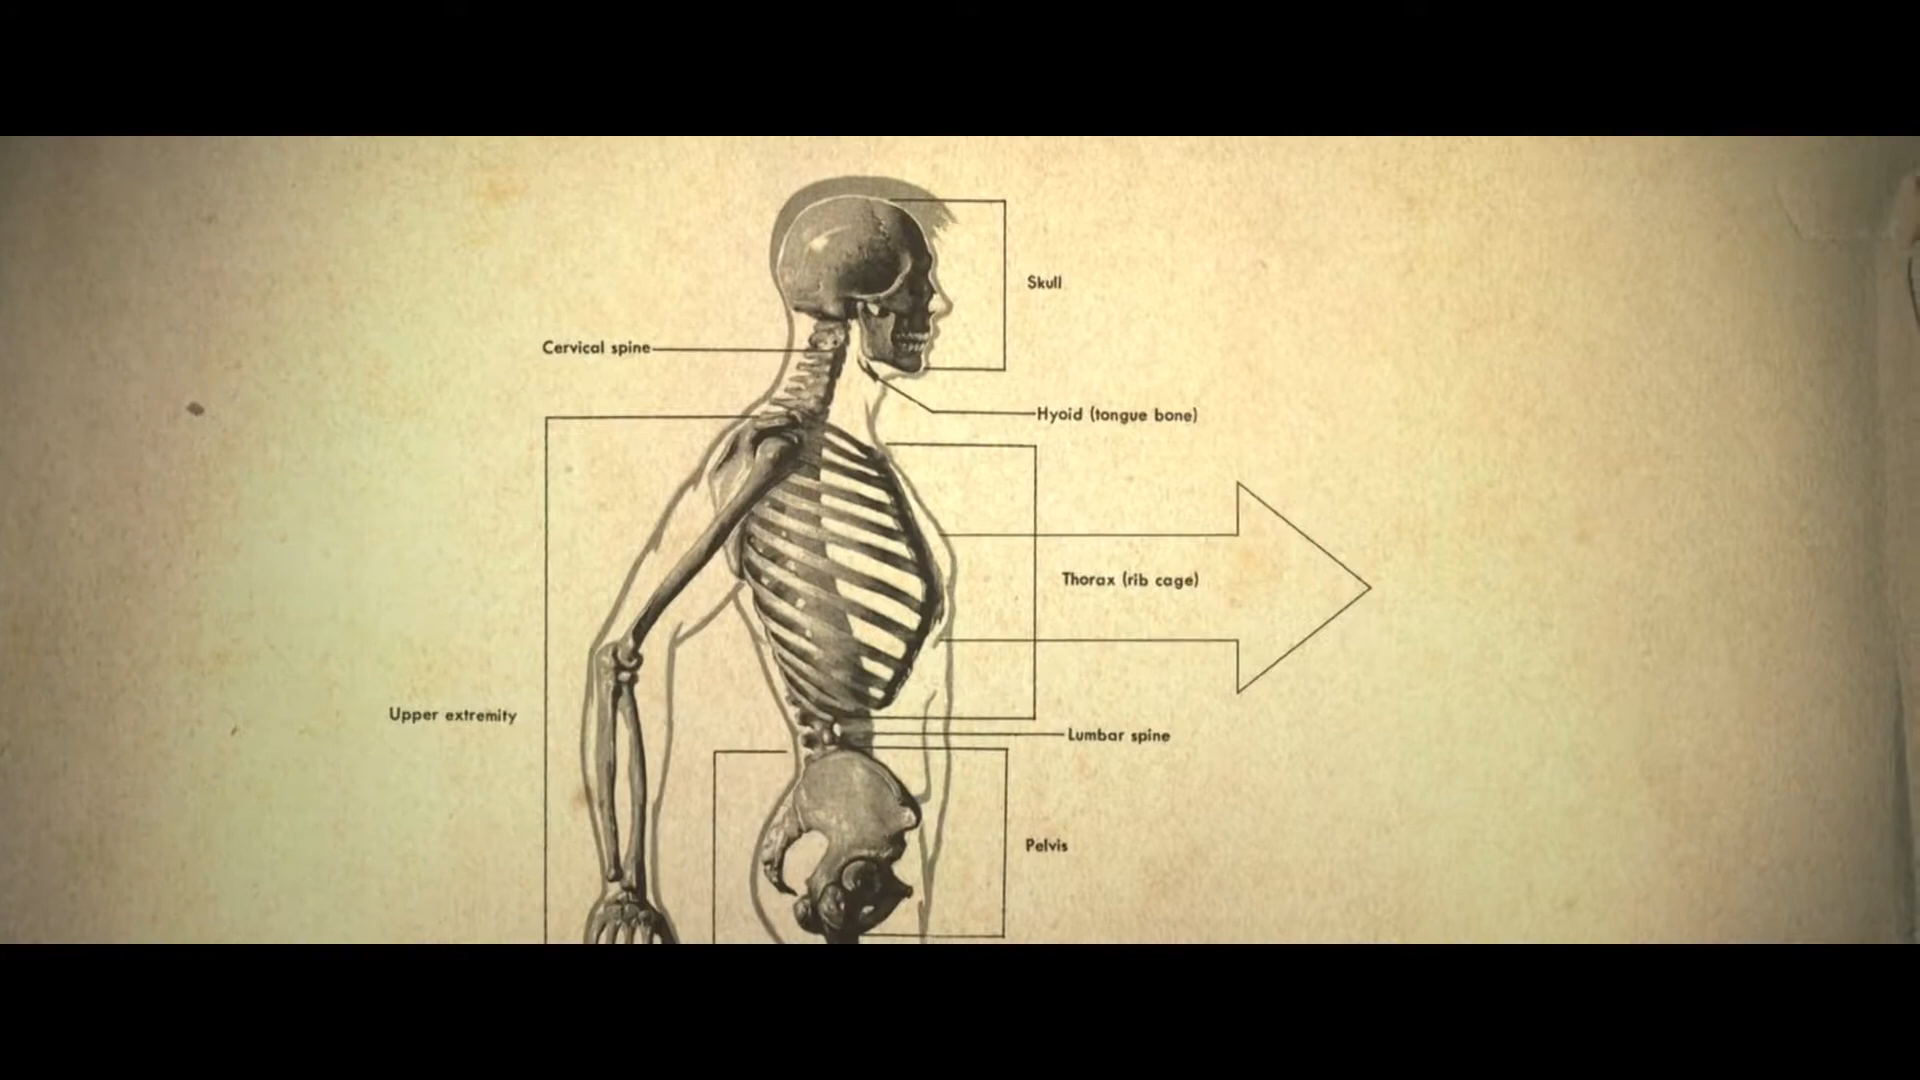 Skull
Cervical spine
Hyoid (tongue bone)
Thorax (rib cage)
Upper extremity
Lumbar spine
Pelvis